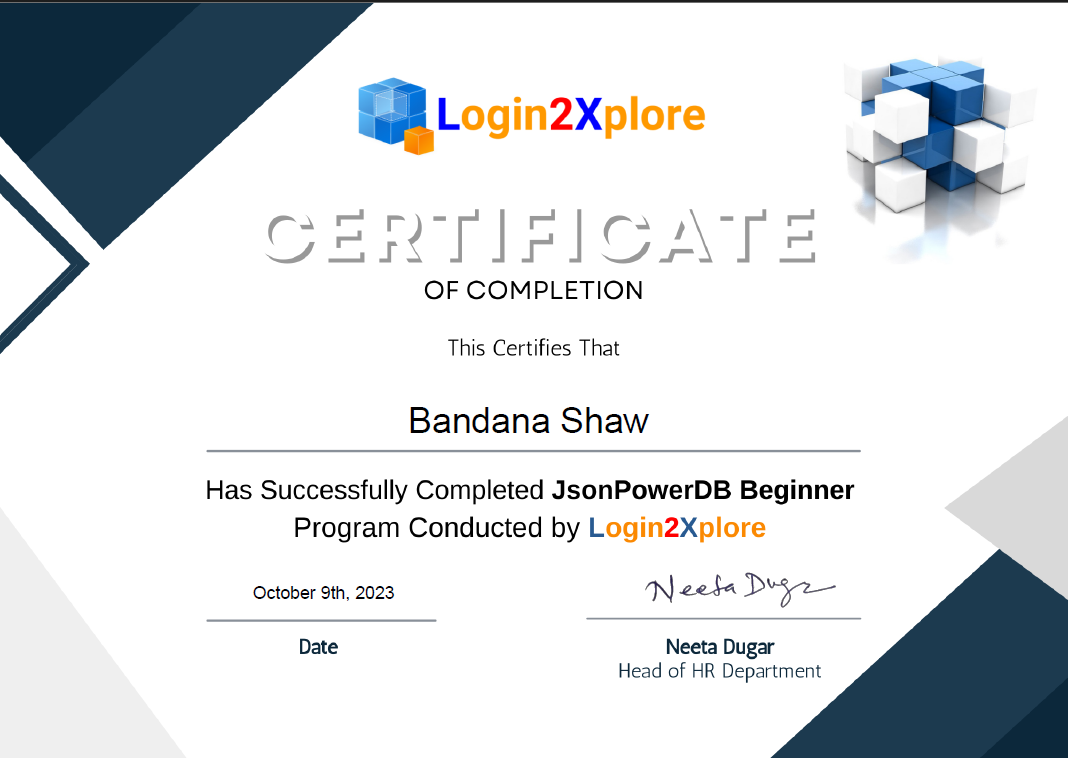 Login2Xplore
CERTIFICATE
OF COMPLETION
This Certifies That
Bandana Shaw
Has Successfully Completed JsonPowerDB Beginner
Program Conducted by Login2Xplore
October 9th, 2023
Neeta Dugar
Date
Neeta Dugar
Head of HR Department